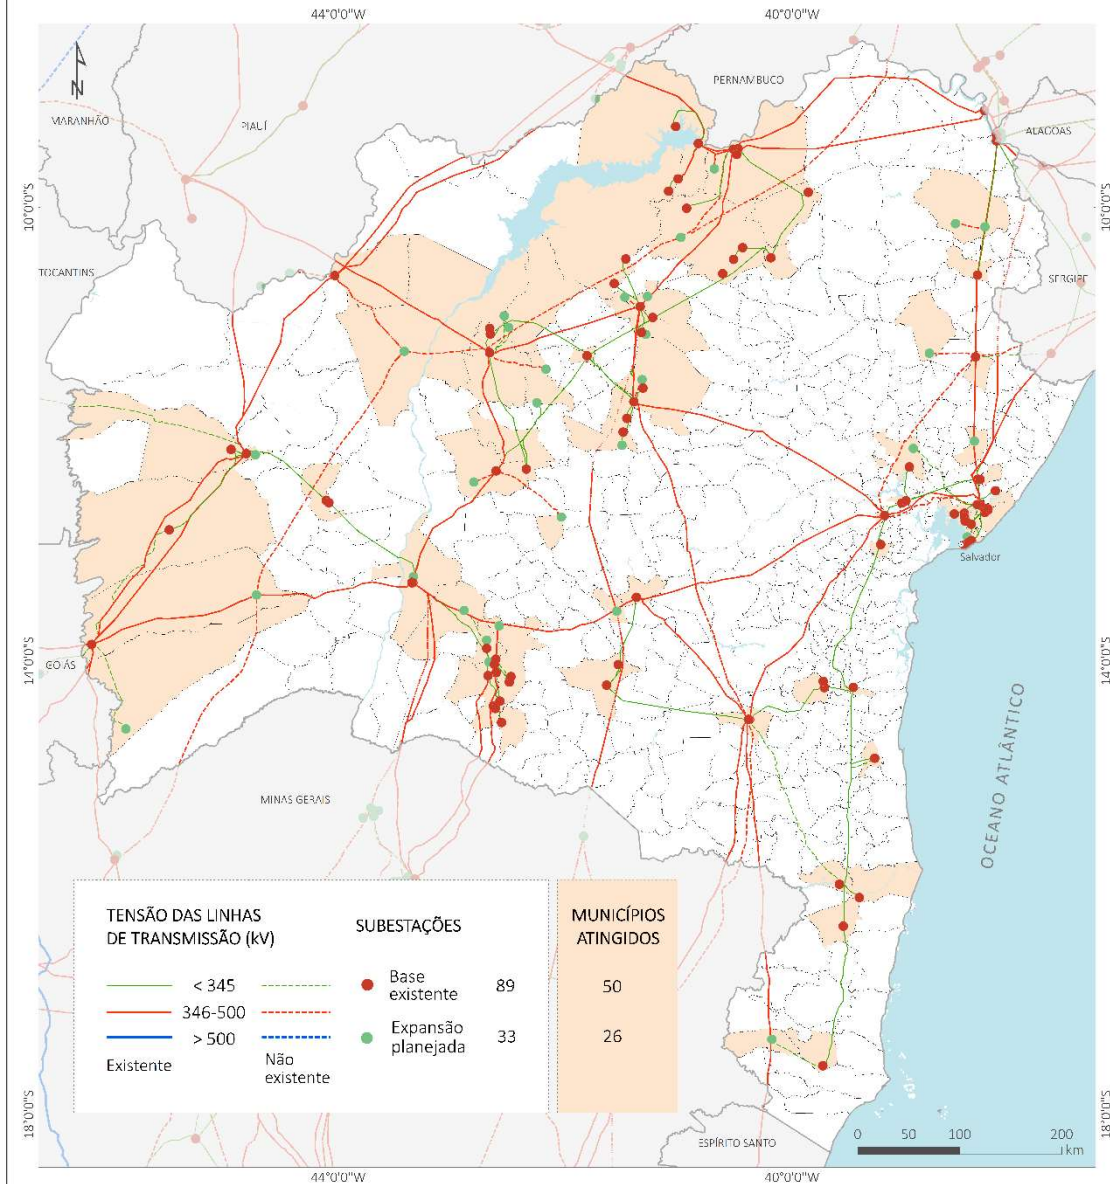 44°0'0"W
40°0'0"W
N
PERNAMBUCO
MARANHÃO
PIAUÍ
ALAGOAS
10°0'0"S
10°0'0"S
TOCANTINS
SERGIPE
Salvador
14°0'0"S
14°0'0"S
GOIÁS
OCEANO ATLÂNTICO
MINAS GERAIS
TENSÃO DAS LINHAS
DE TRANSMISSÃO (kV)
SUBESTAÇÕES
MUNICÍPIOS
ATINGIDOS
< 345
346-500
> 500
Existente
Não
existente
Base
existente
89
50
Expansão
planejada
33
26
18°0'0"S
18°0'0"S
ESPÍRITO SANTO
0 50 100 200
km
44°0'0"W
40°0'0"W